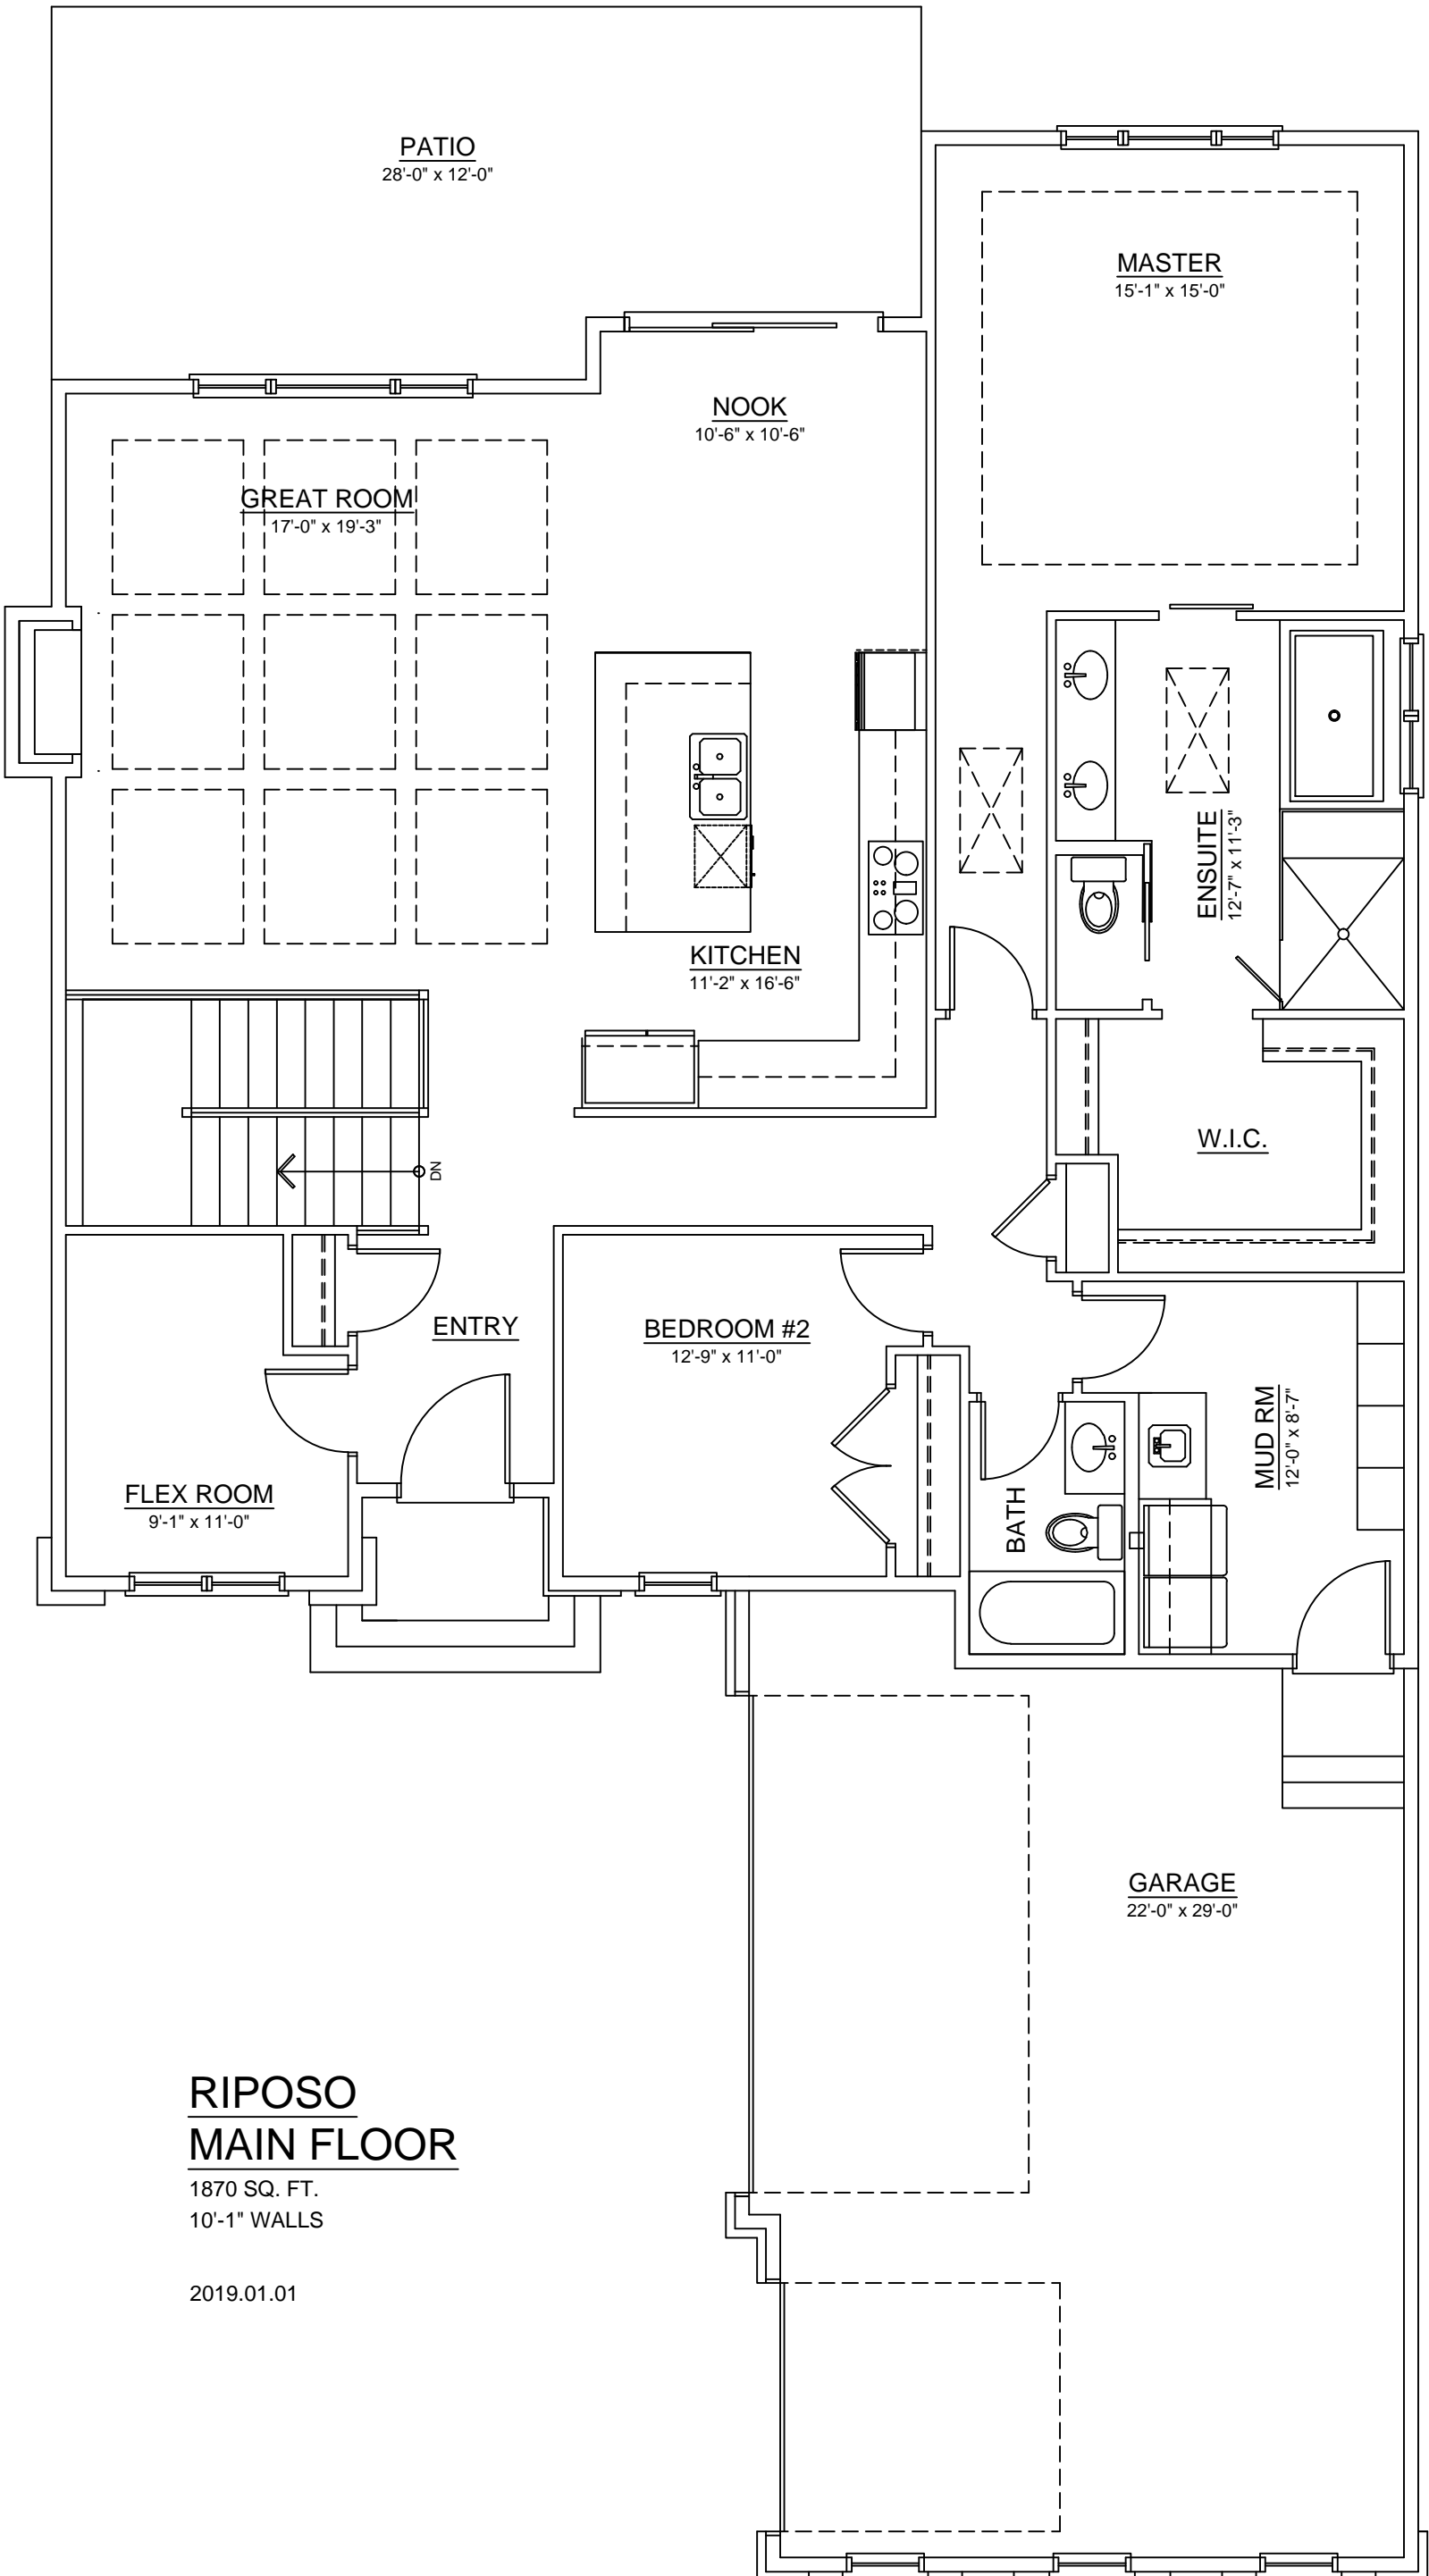 PATIO
28'-0" x 12'-0"
MASTER
15'-1" x 15'-0"
NOOK
10'-6" x 10'-6"
GREAT ROOM
17'-0" x 19'-3"
ENSUITE
12'-7" x 11'-3"
KITCHEN
11'-2" x 16'-6"
W.I.C.
DN
ENTRY
BEDROOM #2
12'-9" x 11'-0"
MUD RM
12'-0" x 8'-7"
FLEX ROOM
9'-1" x 11'-0"
BATH
GARAGE
22'-0" x 29'-0"
RIPOSO
MAIN FLOOR
1870 SQ. FT.
10'-1" WALLS
2019.01.01